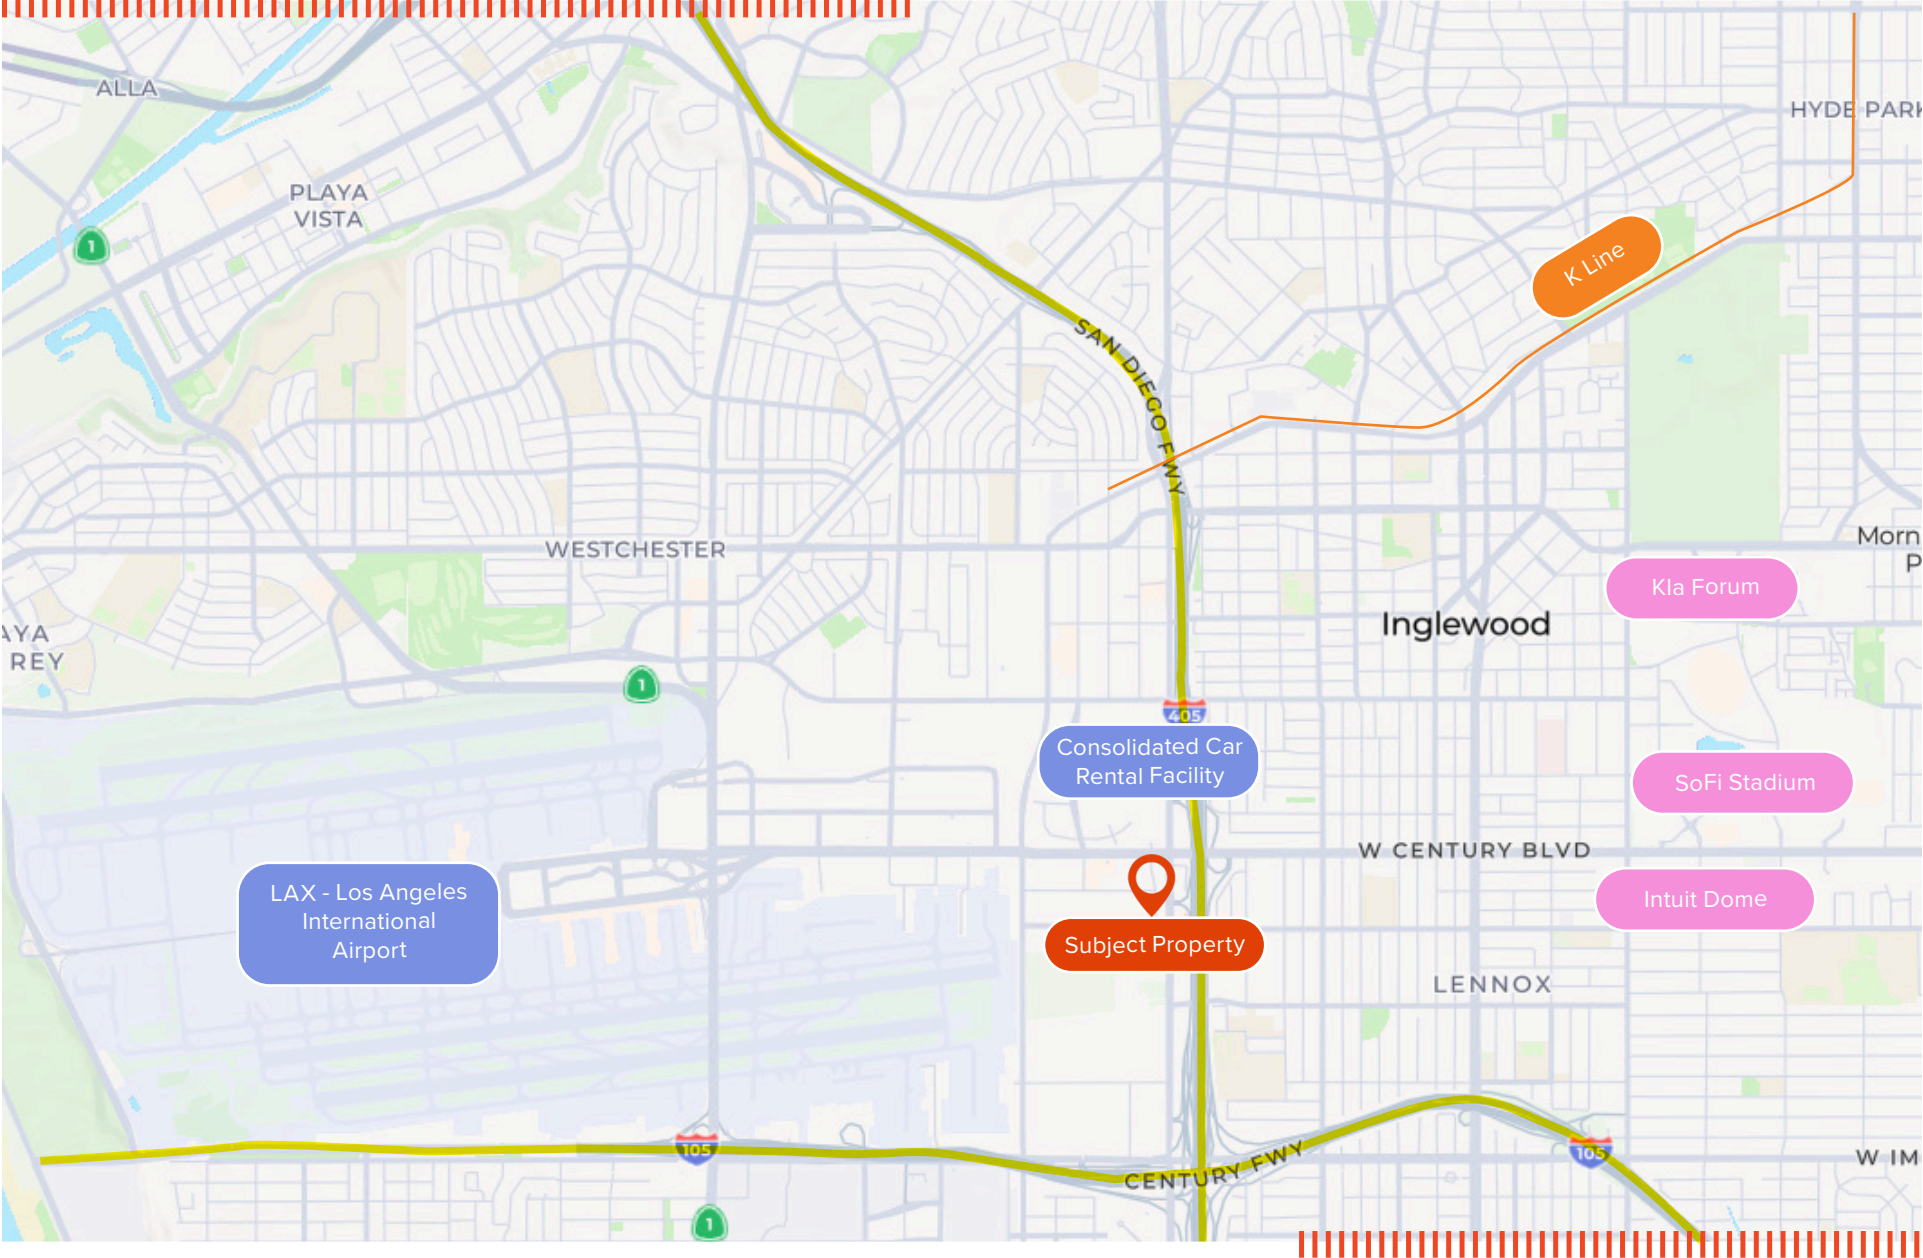 ALLA
HYDE PARK
PLAYA
VISTA
1
K Line
SAN DIEGO FWY
WESTCHESTER
Morn
P
Kia Forum
Inglewood
AYA
REY
1
405
Consolidated Car
Rental Facility
SoFi Stadium
W CENTURY BLVD
LAX - Los Angeles
International
Airport
Intuit Dome
Subject Property
LENNOX
105
CENTURY FWY
105
W IM
1